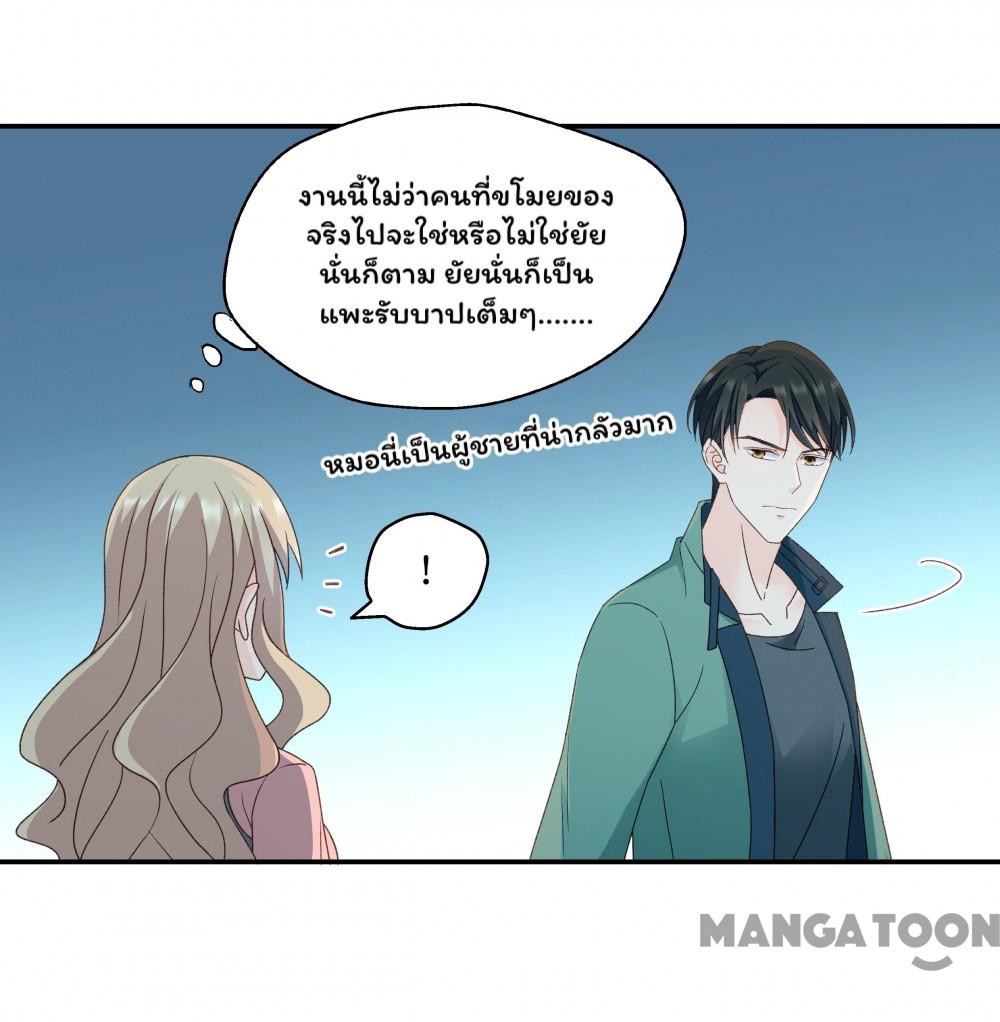 งานนี้ไม่ว่าคนที่ขโมยของ
จริงไปจะใช่หรือไม่ใช่ยัย
นั่นก็ตาม ยัยนั่นก็เป็น
แพะรับบาปเต็มๆ.......
หมอนี่เป็นผู้ชายที่น่ากลัวมาก
!
MANGATOON